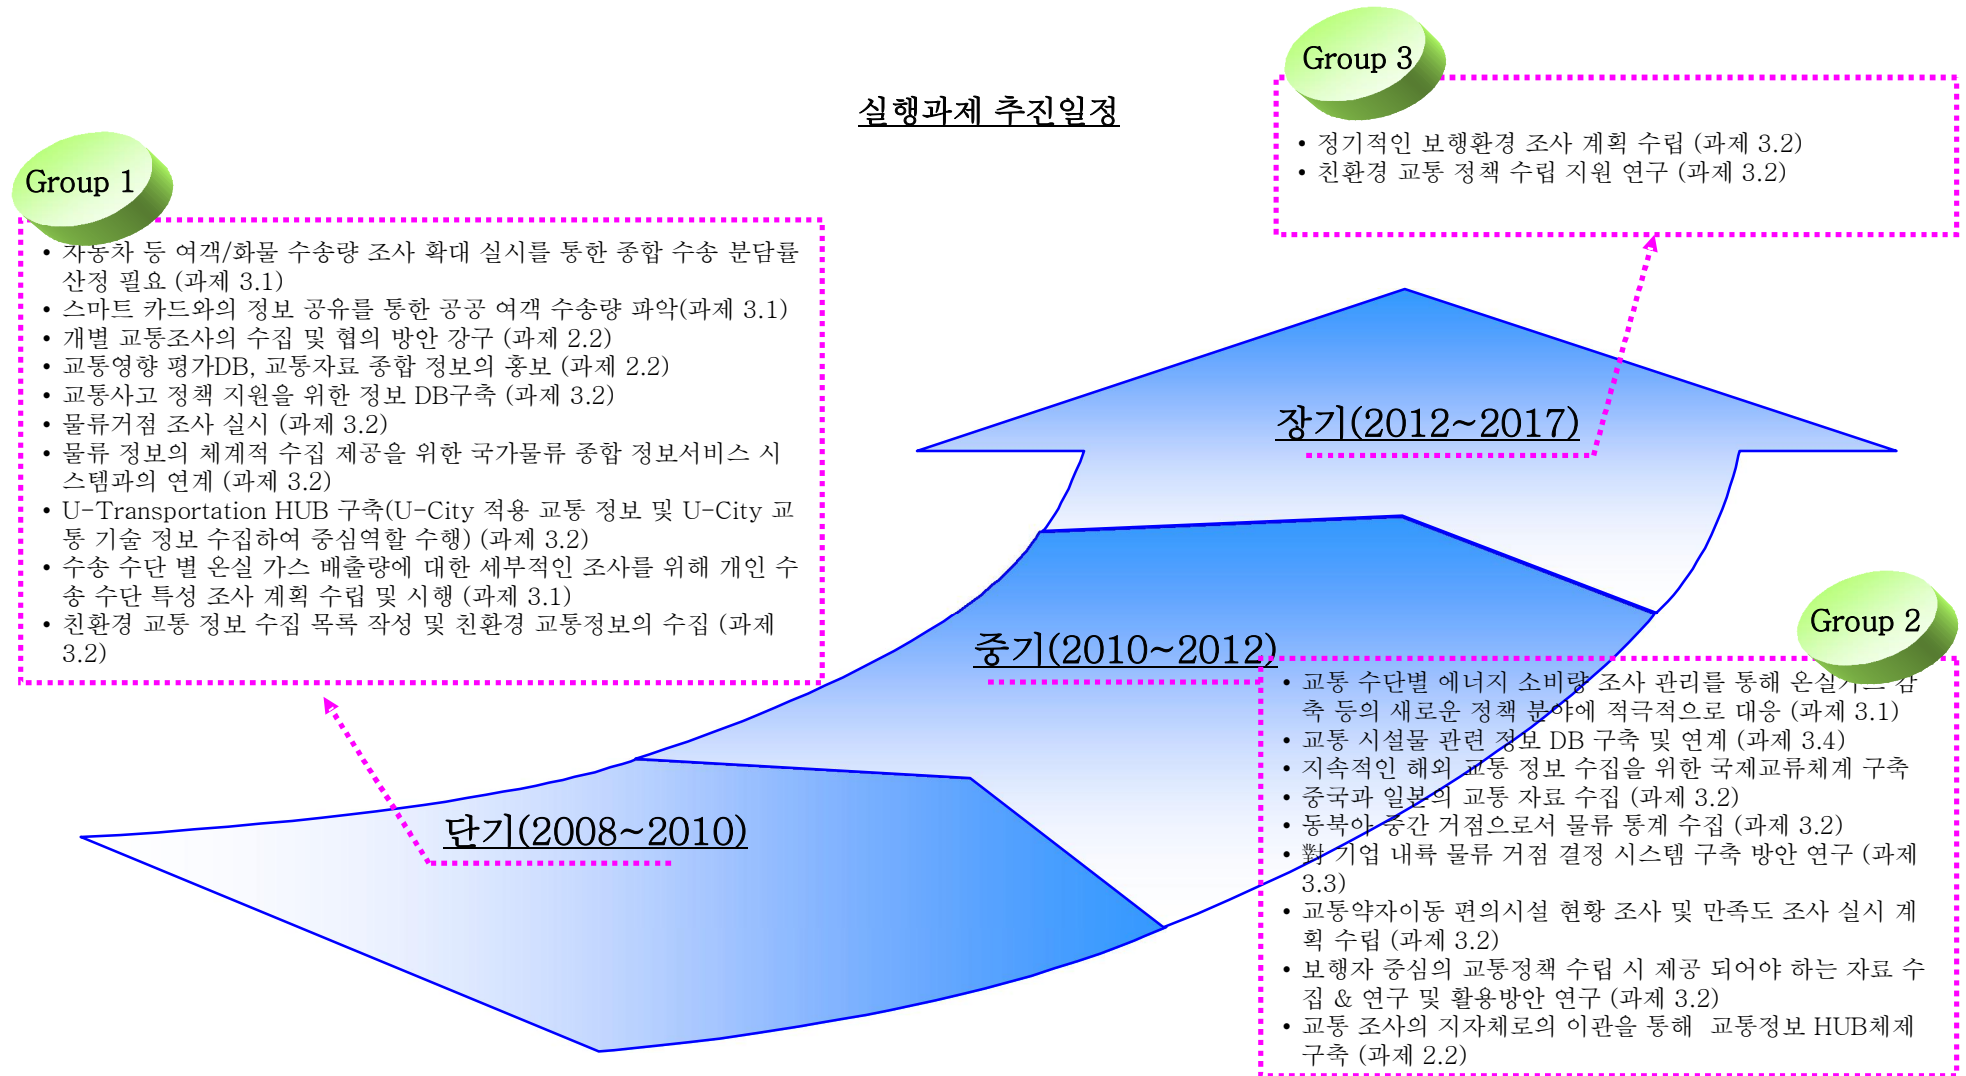 실행과제 추진일정
Group 1
• 자동차 등 여객/화물 수송량 조사 확대 실시를 통한 종합 수송 분담률
산정 필요 (과제 3.1)
• 스마트 카드와의 정보 공유를 통한 공공 여객 수송량 파악(과제 3.1)
• 개별 교통조사의 수집 및 협의 방안 강구 (과제 2.2)
• 교통영향 평가DB, 교통자료 종합 정보의 홍보 (과제 2.2)
• 교통사고 정책 지원을 위한 정보 DB구축 (과제 3.2)
• 물류거점 조사 실시 (과제 3.2)
• 물류 정보의 체계적 수집 제공을 위한 국가물류 종합 정보서비스 시
스템과의 연계 (과제 3.2)
• U-Transportation HUB 구축(U-City 적용 교통 정보 및 U-City 교
통 기술 정보 수집하여 중심역할 수행) (과제 3.2)
• 수송 수단 별 온실 가스 배출량에 대한 세부적인 조사를 위해 개인 수
송 수단 특성 조사 계획 수립 및 시행 (과제 3.1)
• 친환경 교통 정보 수집 목록 작성 및 친환경 교통정보의 수집 (과제
3.2)
Group 3
• 정기적인 보행환경 조사 계획 수립 (과제 3.2)
• 친환경 교통 정책 수립 지원 연구 (과제 3.2)
장기(2012~2017)
중기(2010~2012)
단기(2008~2010)
Group 2
• 교통 수단별 에너지 소비량 조사 관리를 통해 온실가스 감
축 등의 새로운 정책 분야에 적극적으로 대응 (과제 3.1)
• 교통 시설물 관련 정보 DB 구축 및 연계 (과제 3.4)
• 지속적인 해외 교통 정보 수집을 위한 국제교류체계 구축
• 중국과 일본의 교통 자료 수집 (과제 3.2)
• 동북아 중간 거점으로서 물류 통계 수집 (과제 3.2)
• 對 기업 내륙 물류 거점 결정 시스템 구축 방안 연구 (과제
3.3)
• 교통약자이동 편의시설 현황 조사 및 만족도 조사 실시 계
획 수립 (과제 3.2)
• 보행자 중심의 교통정책 수립 시 제공 되어야 하는 자료 수
집 & 연구 및 활용방안 연구 (과제 3.2)
• 교통 조사의 지자체로의 이관을 통해 교통정보 HUB체제
구축 (과제 2.2)